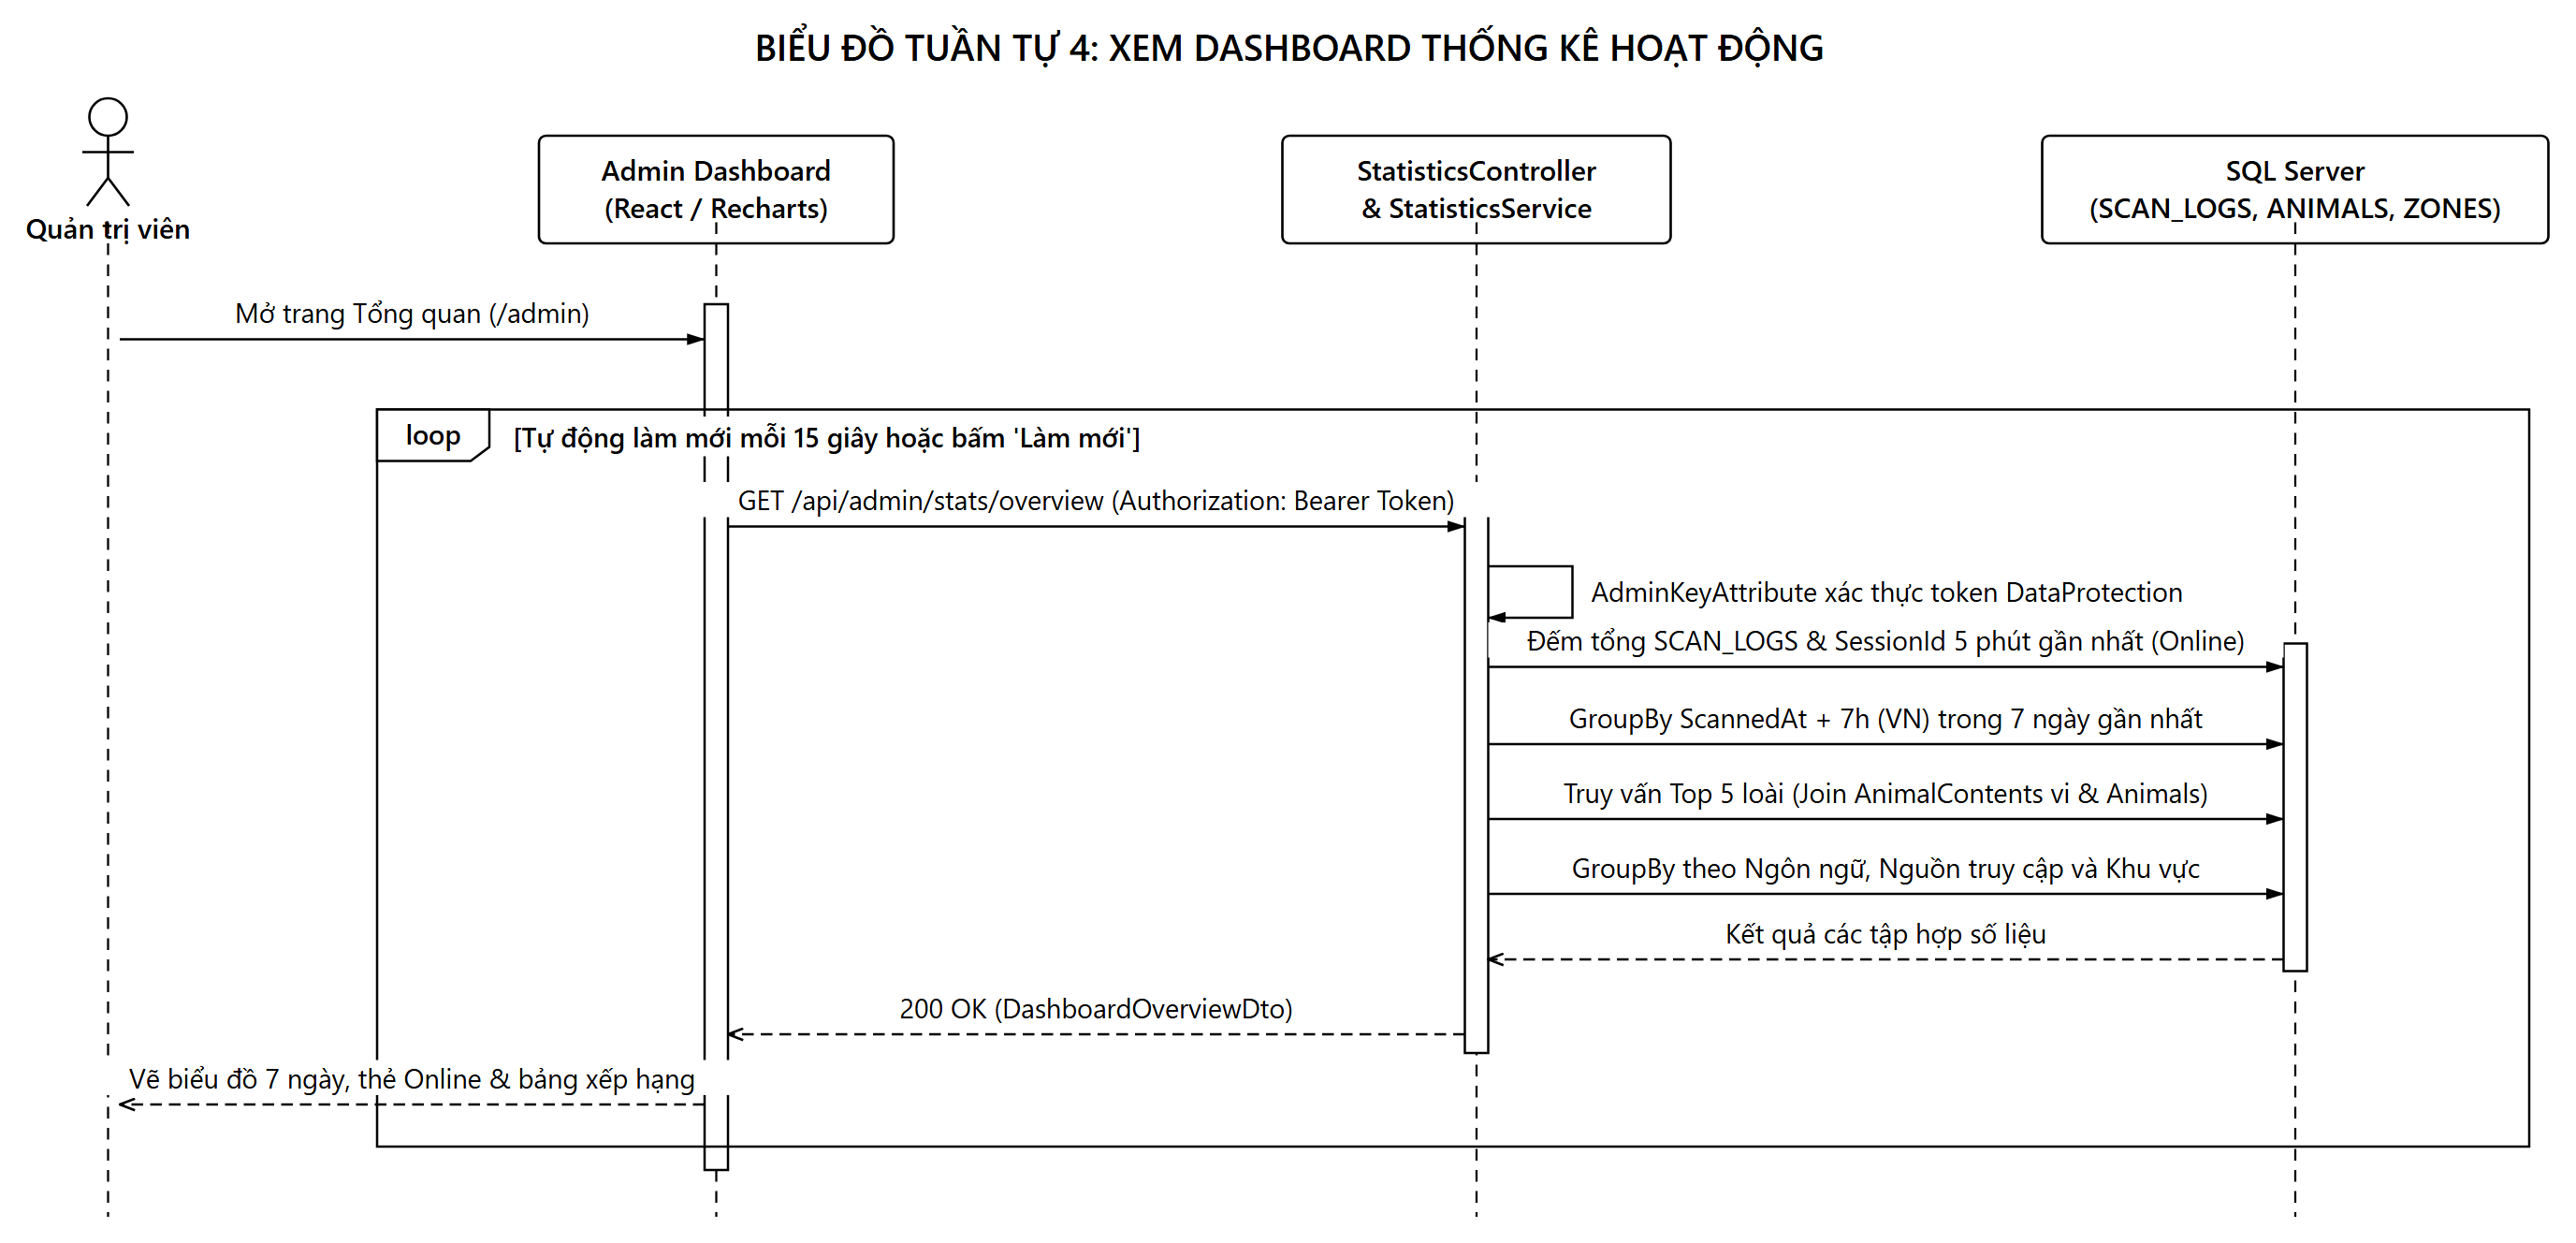 BIỂU ĐỒ TUẦN TỰ 4: XEM DASHBOARD THỐNG KÊ HOẠT ĐỘNG
Quản trị viên
Admin Dashboard
(React / Recharts)
StatisticsController
& StatisticsService
SQL Server
(SCAN_LOGS, ANIMALS, ZONES)
Mở trang Tổng quan (/admin)
loop
[Tự động làm mới mỗi 15 giây hoặc bấm 'Làm mới']
GET /api/admin/stats/overview (Authorization: Bearer Token)
AdminKeyAttribute xác thực token DataProtection
Đếm tổng SCAN_LOGS & SessionId 5 phút gần nhất (Online)
GroupBy ScannedAt + 7h (VN) trong 7 ngày gần nhất
Truy vấn Top 5 loài (Join AnimalContents vi & Animals)
GroupBy theo Ngôn ngữ, Nguồn truy cập và Khu vực
Kết quả các tập hợp số liệu
200 OK (DashboardOverviewDto)
Vẽ biểu đồ 7 ngày, thẻ Online & bảng xếp hạng